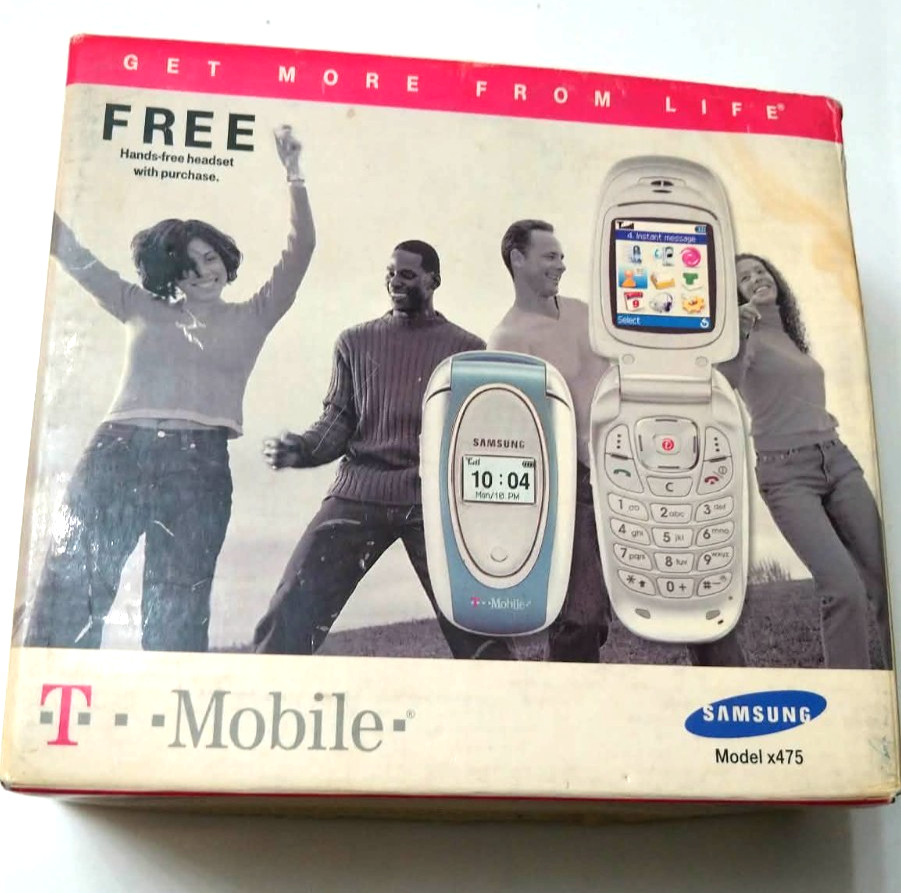 GET MORE FROM LIFE®
FREE
Hands-free headset
with purchase.
4. Instant message
9
Select
SAMSUNG
10:04
Mon/10 PM
T··Mobile·
C
1
2 abc
3 def
4 ghi
5 jkl
6 mno
7 pqrs
8 tuv
9 wxyz
*
0 +
#
T···Mobile·®
SAMSUNG
Model x475